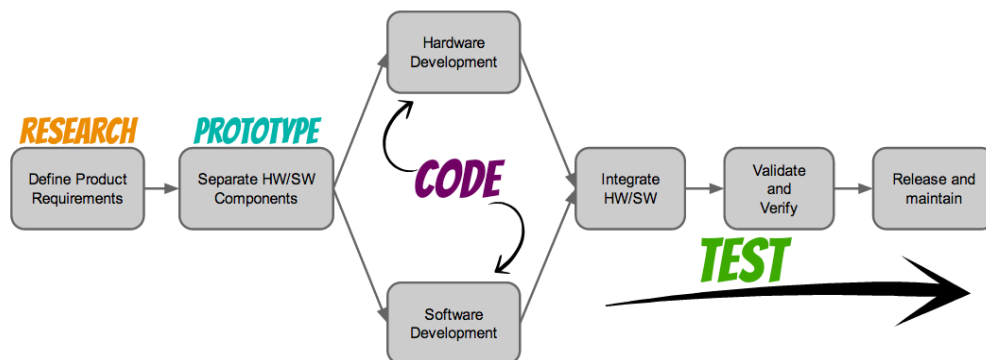 RESEARCH
Define Product
Requirements
PROTOTYPE
Separate HW/SW
Components
Hardware
Development
CODE
Software
Development
Integrate
HW/SW
Validate
and
Verify
TEST
Release and
maintain